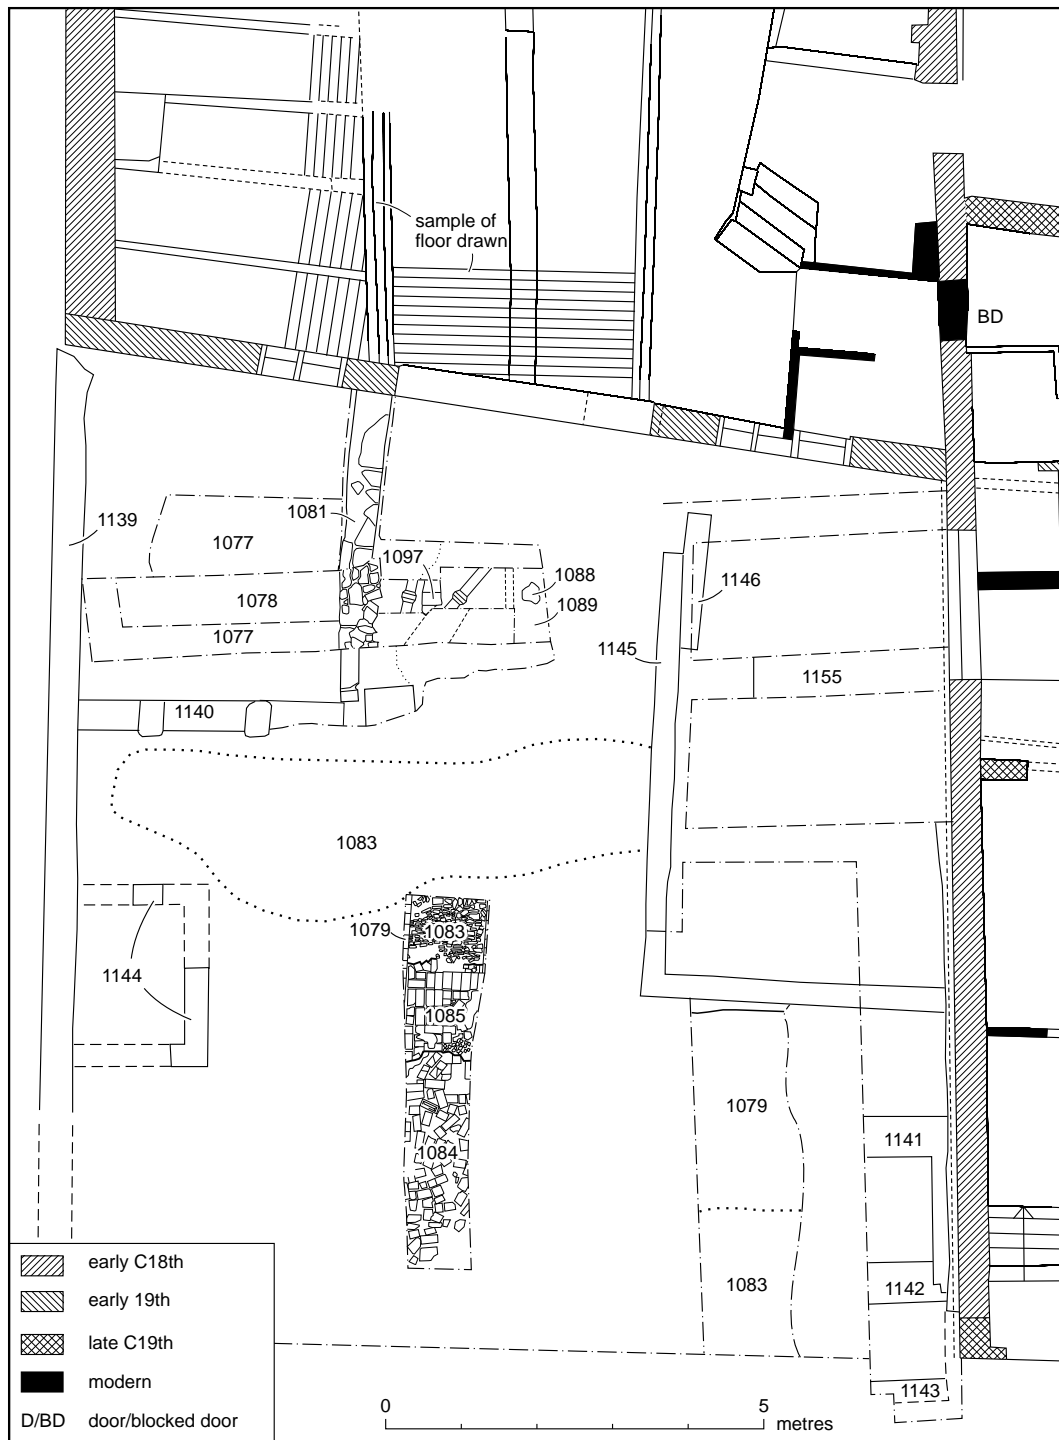 sample of
floor drawn
BD
1139
1081
1077
1097
1088
1078
1146
1089
1077
1145
1155
1140
1083
1079
1083
1144
1085
1079
1084
1141
1083
1142
1143
early C18th
early 19th
late C19th
modern
D/BD door/blocked door
0 5
metres